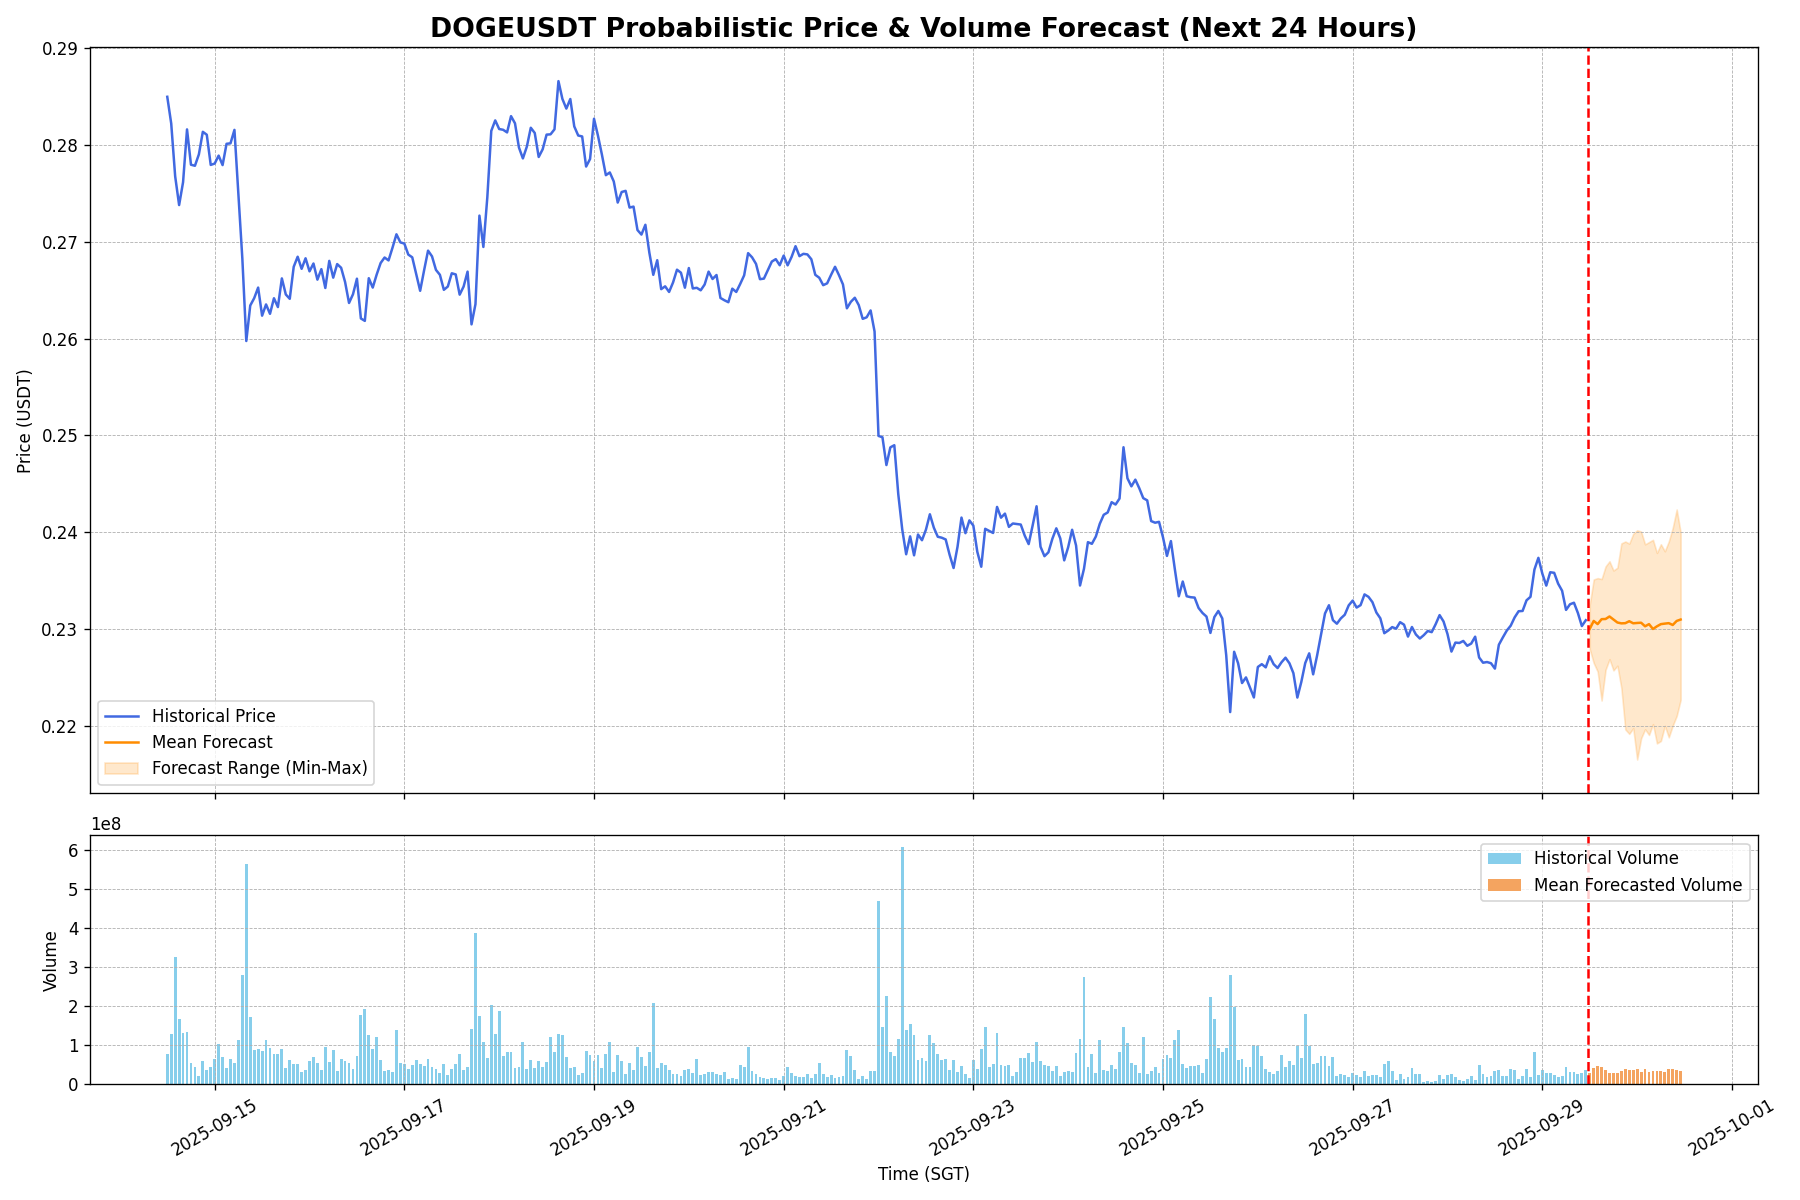 DOGEUSDT Probabilistic Price & Volume Forecast (Next 24 Hours)
0.29
0.28
0.27
0.26
0.25
0.24
0.23
0.22
Price (USDT)
Historical Price
Mean Forecast
Forecast Range (Min-Max)
1e8
6
5
4
3
2
1
0
Volume
Historical Volume
Mean Forecasted Volume
2025-09-15
2025-09-17
2025-09-19
2025-09-21
2025-09-23
2025-09-25
2025-09-27
2025-09-29
2025-10-01
Time (SGT)